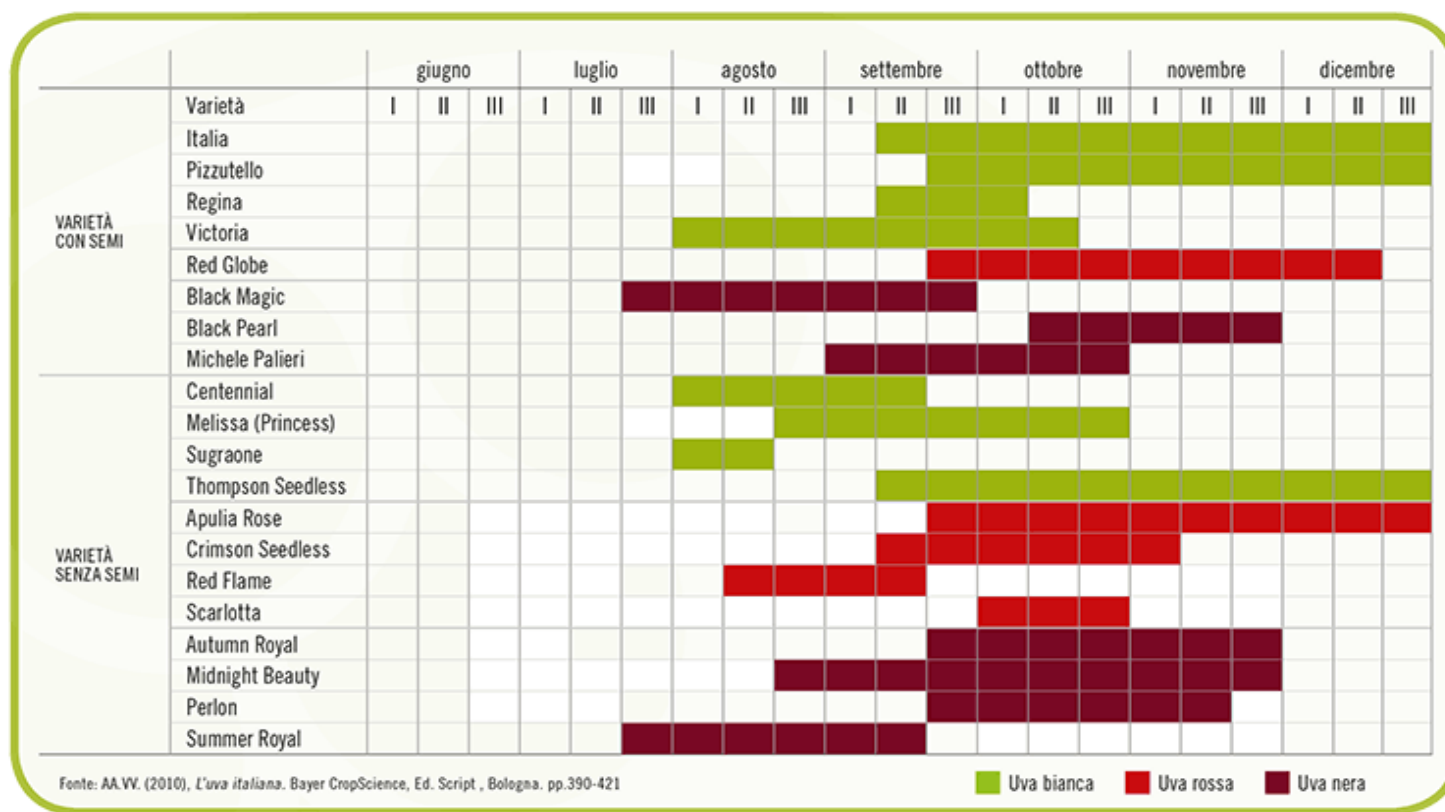 giugno luglio agosto settembre ottobre novembre dicembre
Varietà I II III I II III I II III I II III I II III I II III I II III
VARIETÀ
CON SEMI
Italia
Pizzutello
Regina
Victoria
Red Globe
Black Magic
Black Pearl
Michele Palieri
VARIETÀ
SENZA SEMI
Centennial
Melissa (Princess)
Sugraone
Thompson Seedless
Apulia Rose
Crimson Seedless
Red Flame
Scarlotta
Autumn Royal
Midnight Beauty
Perlon
Summer Royal
Fonte: AA.VV. (2010), L'uva italiana. Bayer CropScience, Ed. Script , Bologna. pp.390-421
Uva bianca Uva rossa Uva nera